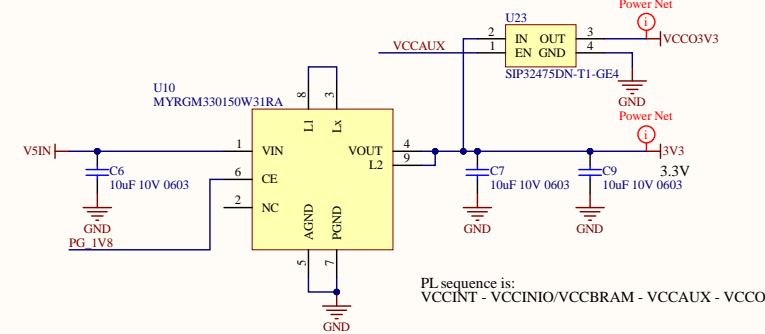 Power Net
U23
2 IN OUT 3 VCCO3V3
VCCAUX 1 EN GND 4
SIP32475DN-T1-GE4
GND
U10
MYRGM330150W31RA
8 3
L1 Lx
Power Net
V5IN 1 VIN VOUT 4 3V3
L2 9
3.3V
C6
10uF 10V 0603
6 CE
C7
10uF 10V 0603
C9
10uF 10V 0603
2 NC
AGND PGND
GND
GND
GND
PG_1V8
5 7
GND
PL sequence is:
VCCINT - VCCINIO/VCCBRAM - VCCAUX - VCCO